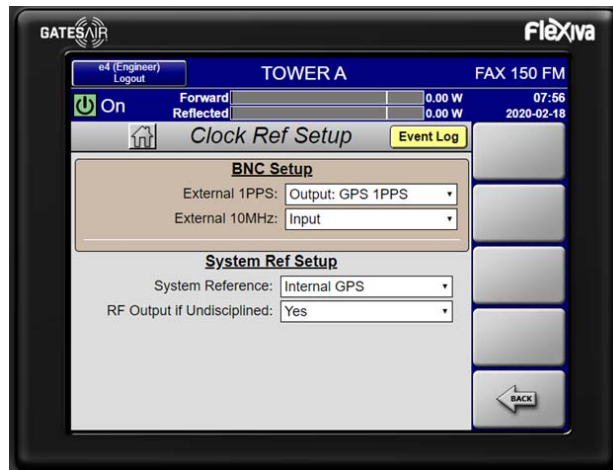 GATESAIR
Flexiva
e4 (Engineer)
Logout
TOWER A
FAX 150 FM
On
Forward
0.00 W
07:56
Reflected
0.00 W
2020-02-18
Clock Ref Setup
Event Log
BNC Setup
External 1PPS: Output: GPS 1PPS
External 10MHz: Input
System Ref Setup
System Reference: Internal GPS
RF Output if Undisciplined: Yes
BACK